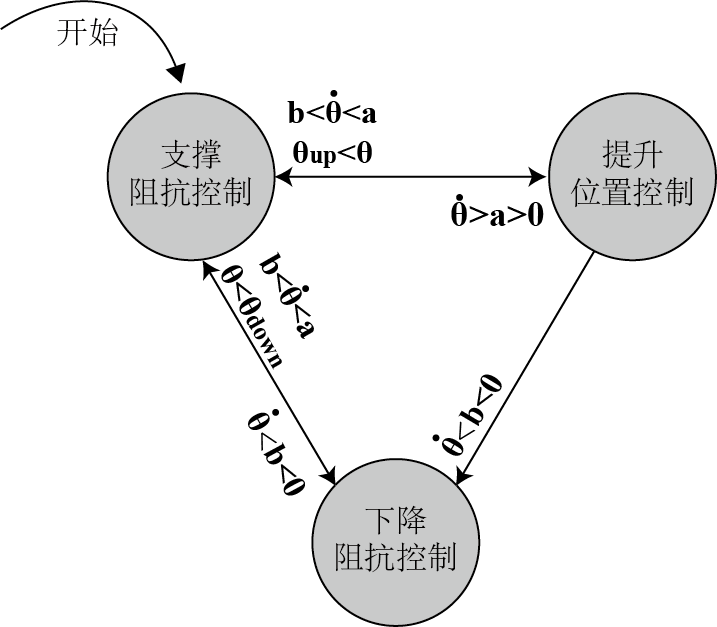 开始
b<θ̇<a
θup<θ
支撑
阻抗控制
提升
位置控制
θ̇>a>0
b<θ̇<a
θ<θdown
θ̇<b<0
θ̇<b<0
下降
阻抗控制